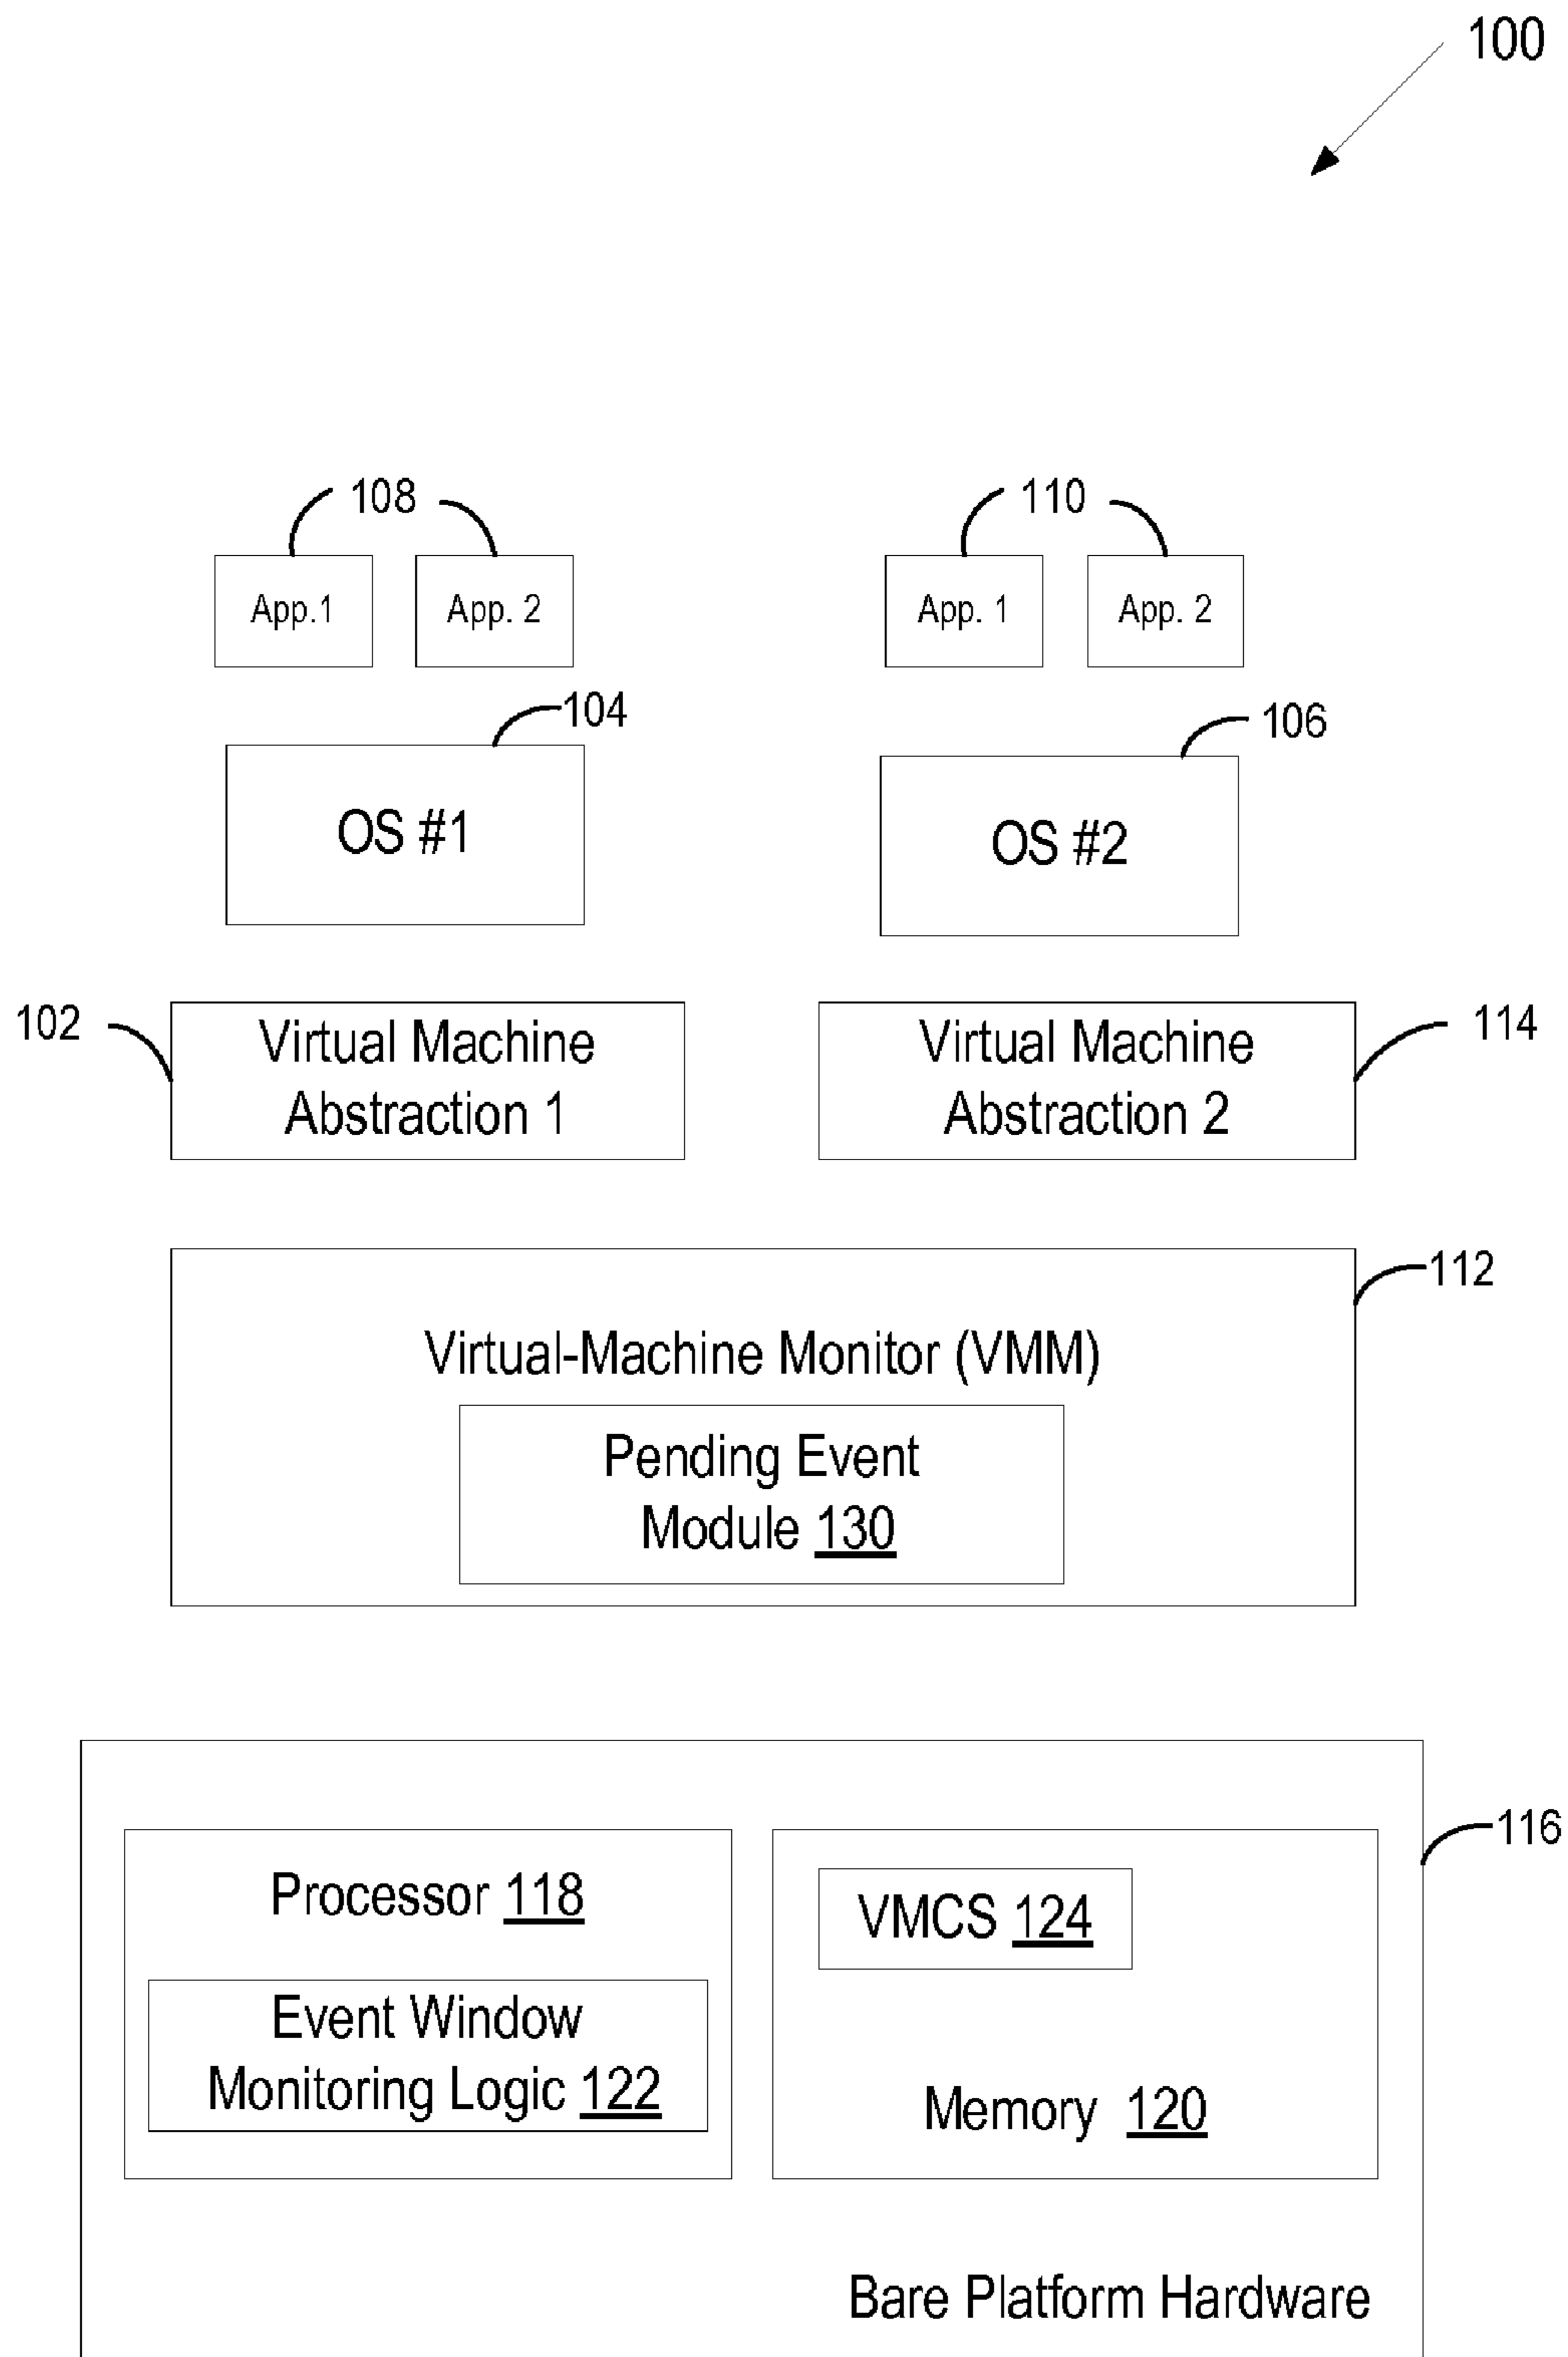 100
108
110
App.1
App. 2
App. 1
App. 2
104
106
OS #1
OS #2
102
Virtual Machine
Abstraction 1
Virtual Machine
Abstraction 2
114
112
Virtual-Machine Monitor (VMM)
Pending Event
Module 130
116
Processor 118
Event Window
Monitoring Logic 122
VMCS 124
Memory 120
Bare Platform Hardware